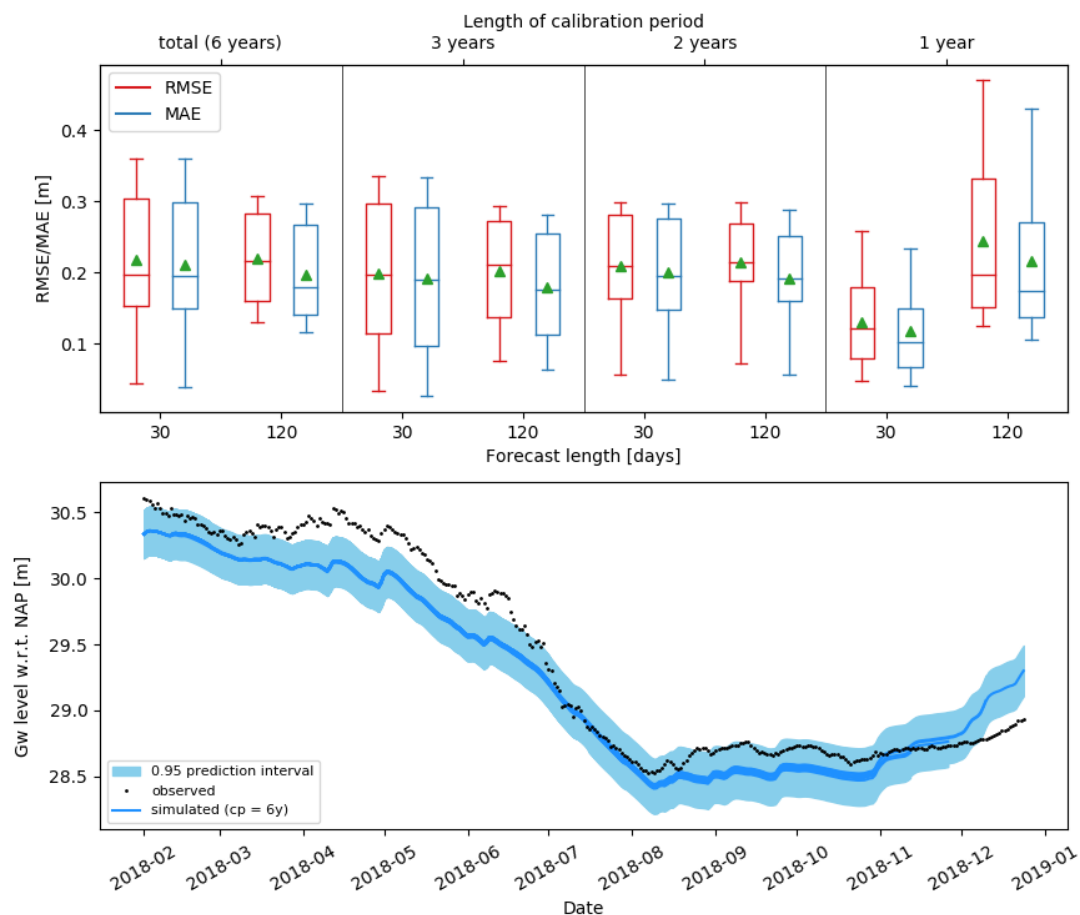 Length of calibration period
total (6 years) 3 years 2 years 1 year
RMSE
MAE
RMSE/MAE [m]
0.4
0.3
0.2
0.1
30 120 30 120 30 120 30 120
Forecast length [days]
Gw level w.r.t. NAP [m]
30.5
30.0
29.5
29.0
28.5
0.95 prediction interval
observed
simulated (cp = 6y)
2018-02 2018-03 2018-04 2018-05 2018-06 2018-07 2018-08 2018-09 2018-10 2018-11 2018-12 2019-01
Date